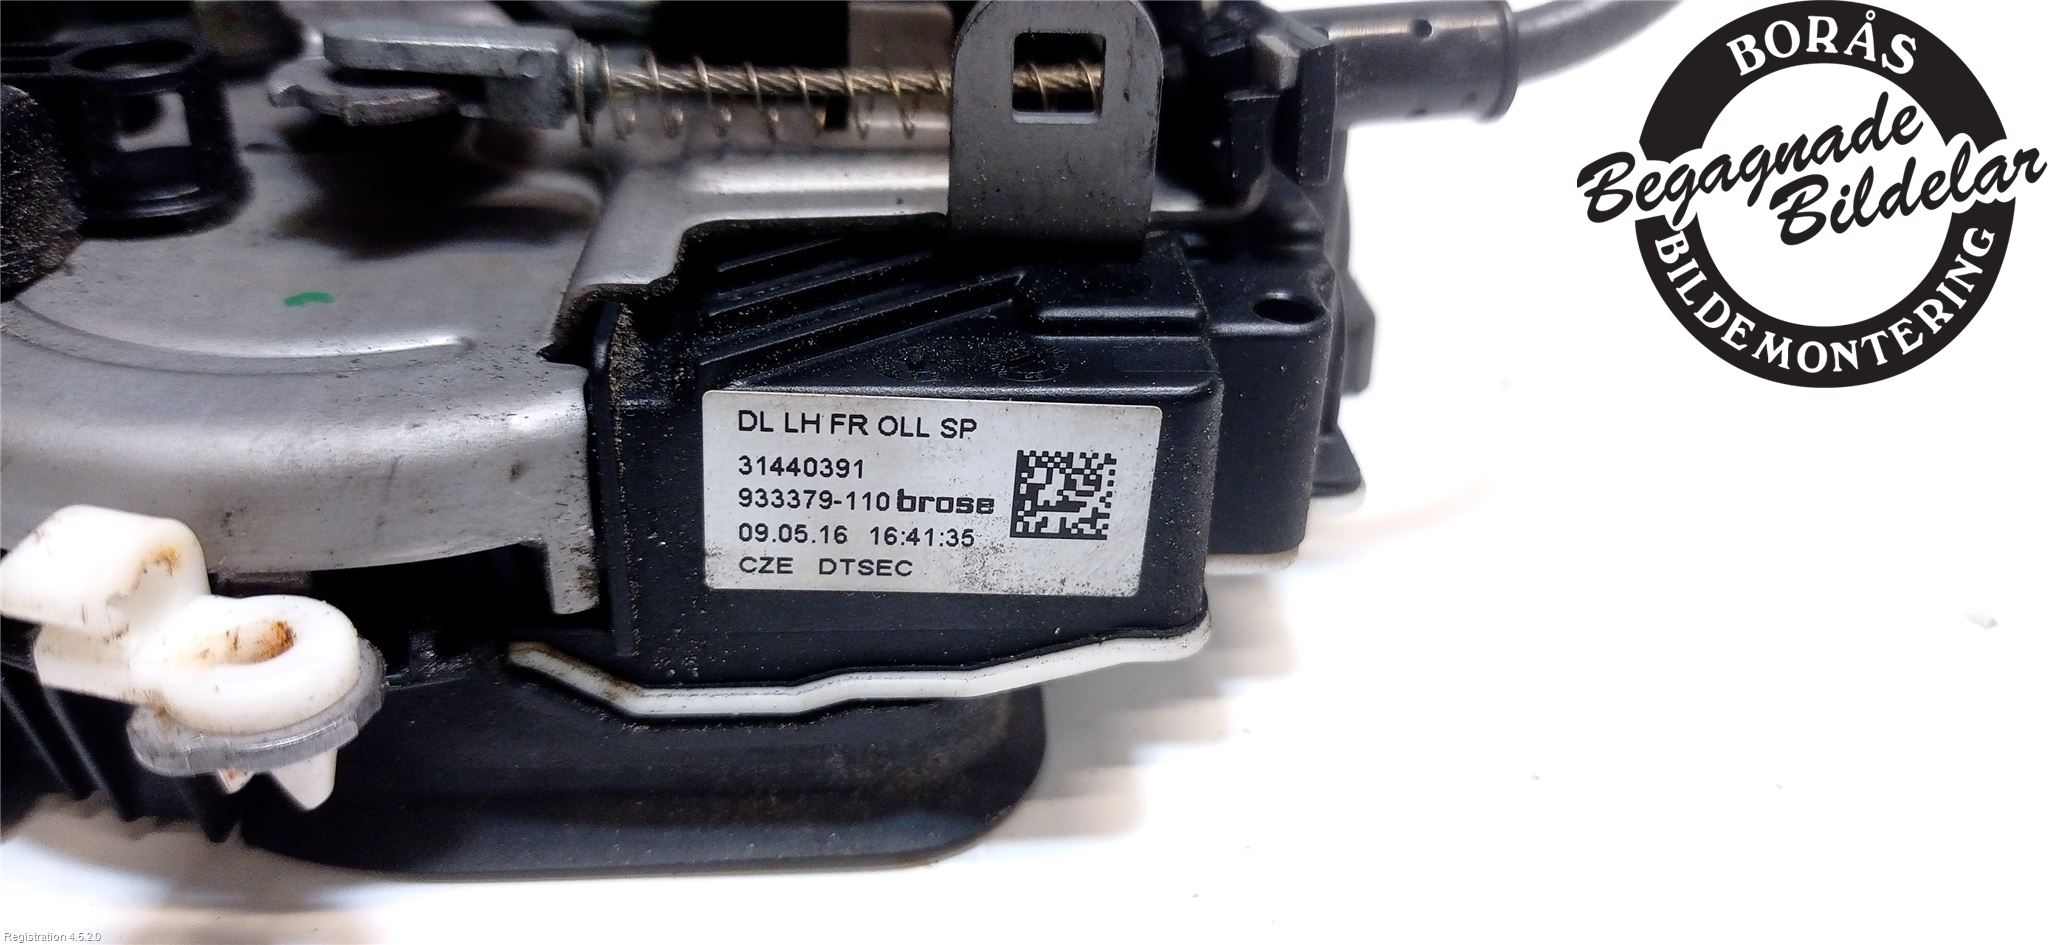 BORÅS
Begagnade
Bildelar
BILDEMONTERING
DL LH FR OLL SP
31440391
933379-110 brose
09.05.16 16:41:35
CZE DTSEC
Registration 4.5.2.0